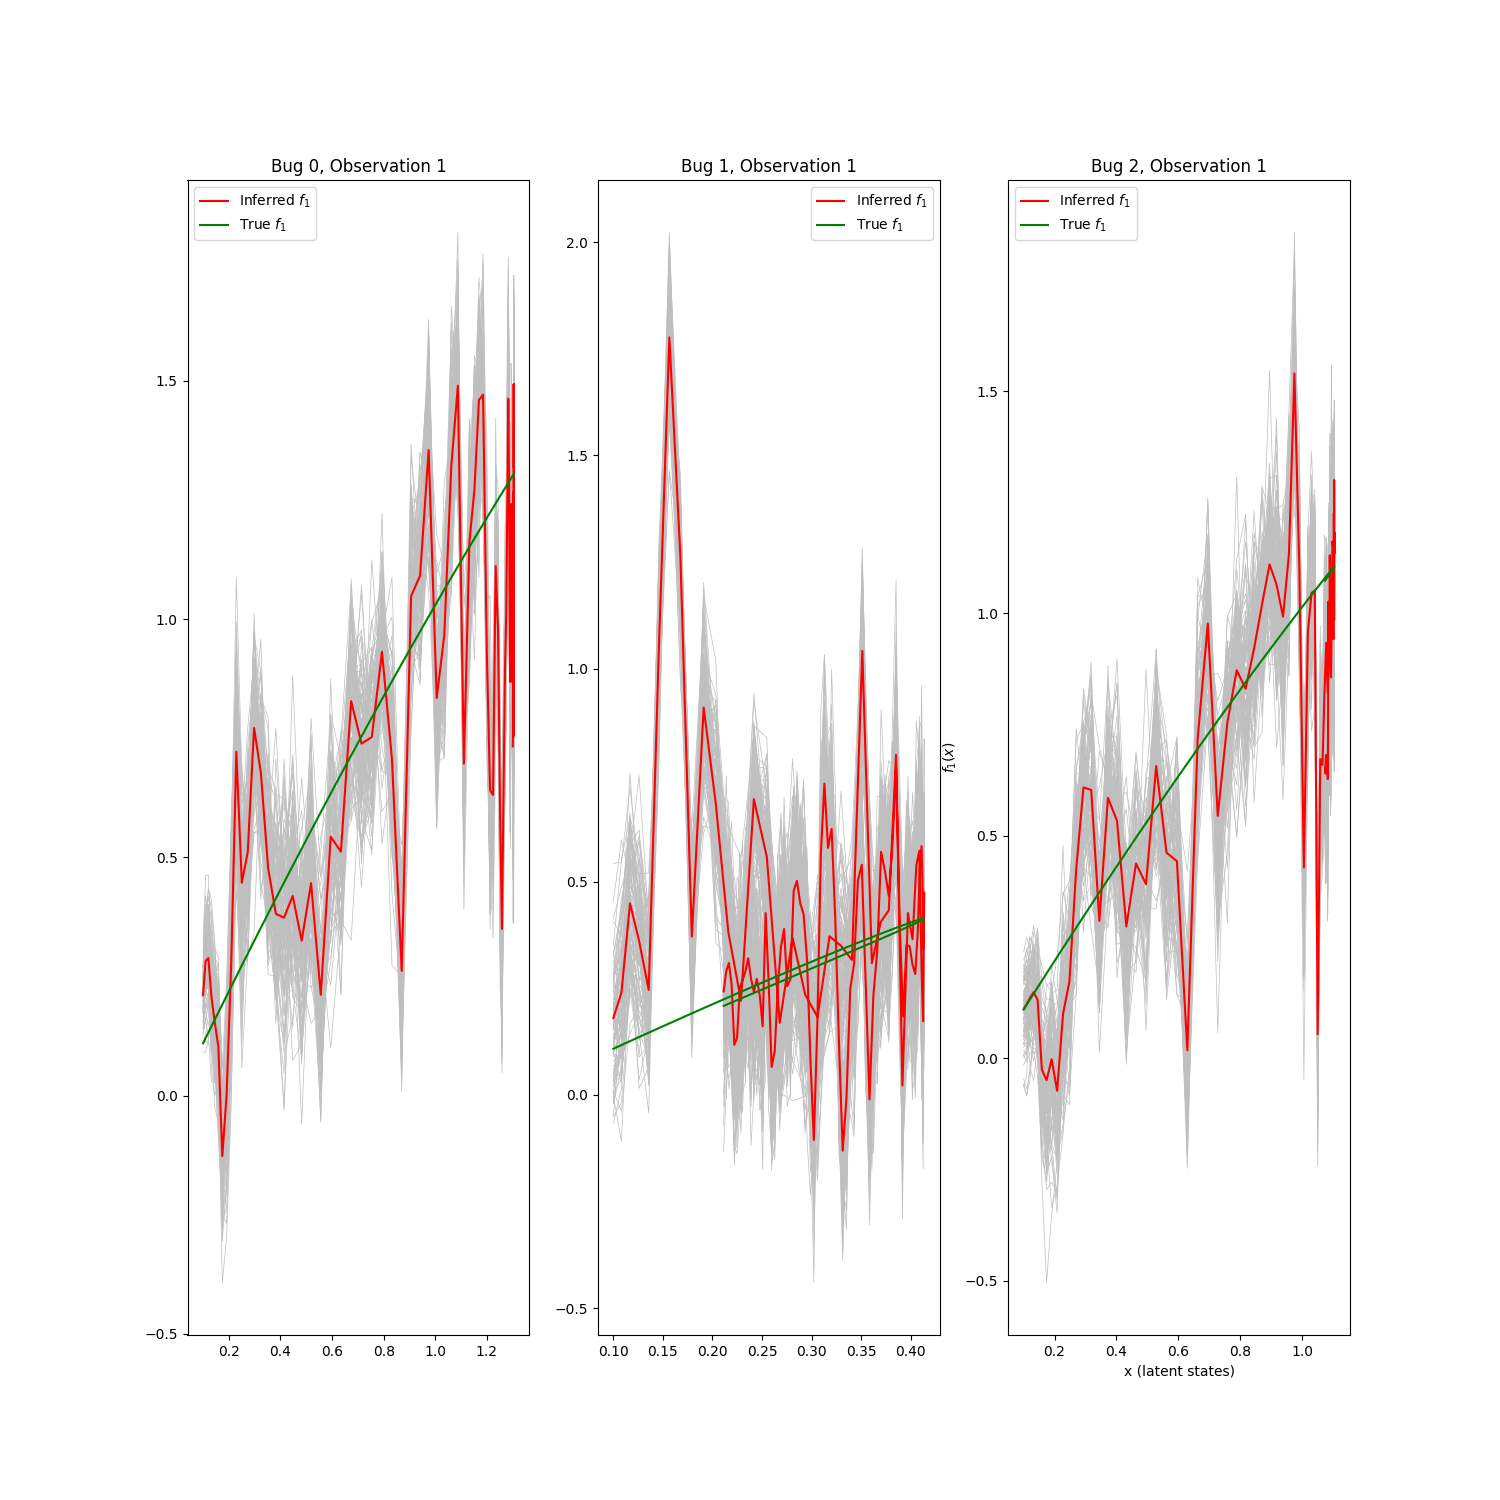 Bug 0, Observation 1
Inferred f₁
True f₁
1.5
1.0
0.5
0.0
−0.5
0.2 0.4 0.6 0.8 1.0 1.2
Bug 1, Observation 1
Inferred f₁
True f₁
2.0
1.5
1.0
0.5
0.0
−0.5
0.10 0.15 0.20 0.25 0.30 0.35 0.40
Bug 2, Observation 1
Inferred f₁
True f₁
f₁(x)
1.5
1.0
0.5
0.0
−0.5
0.2 0.4 0.6 0.8 1.0
x (latent states)